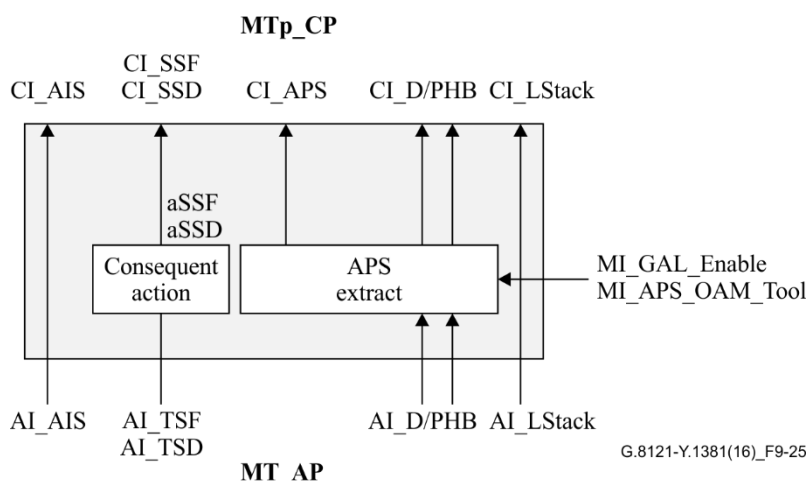 MTp_CP
CI_SSF
CI_AIS CI_SSD CI_APS CI_D/PHB CI_LStack
aSSF
aSSD
Consequent
action
APS
extract
MI_GAL_Enable
MI_APS_OAM_Tool
AI_AIS AI_TSF AI_D/PHB AI_LStack
AI_TSD
MT_AP
G.8121-Y.1381(16)_F9-25